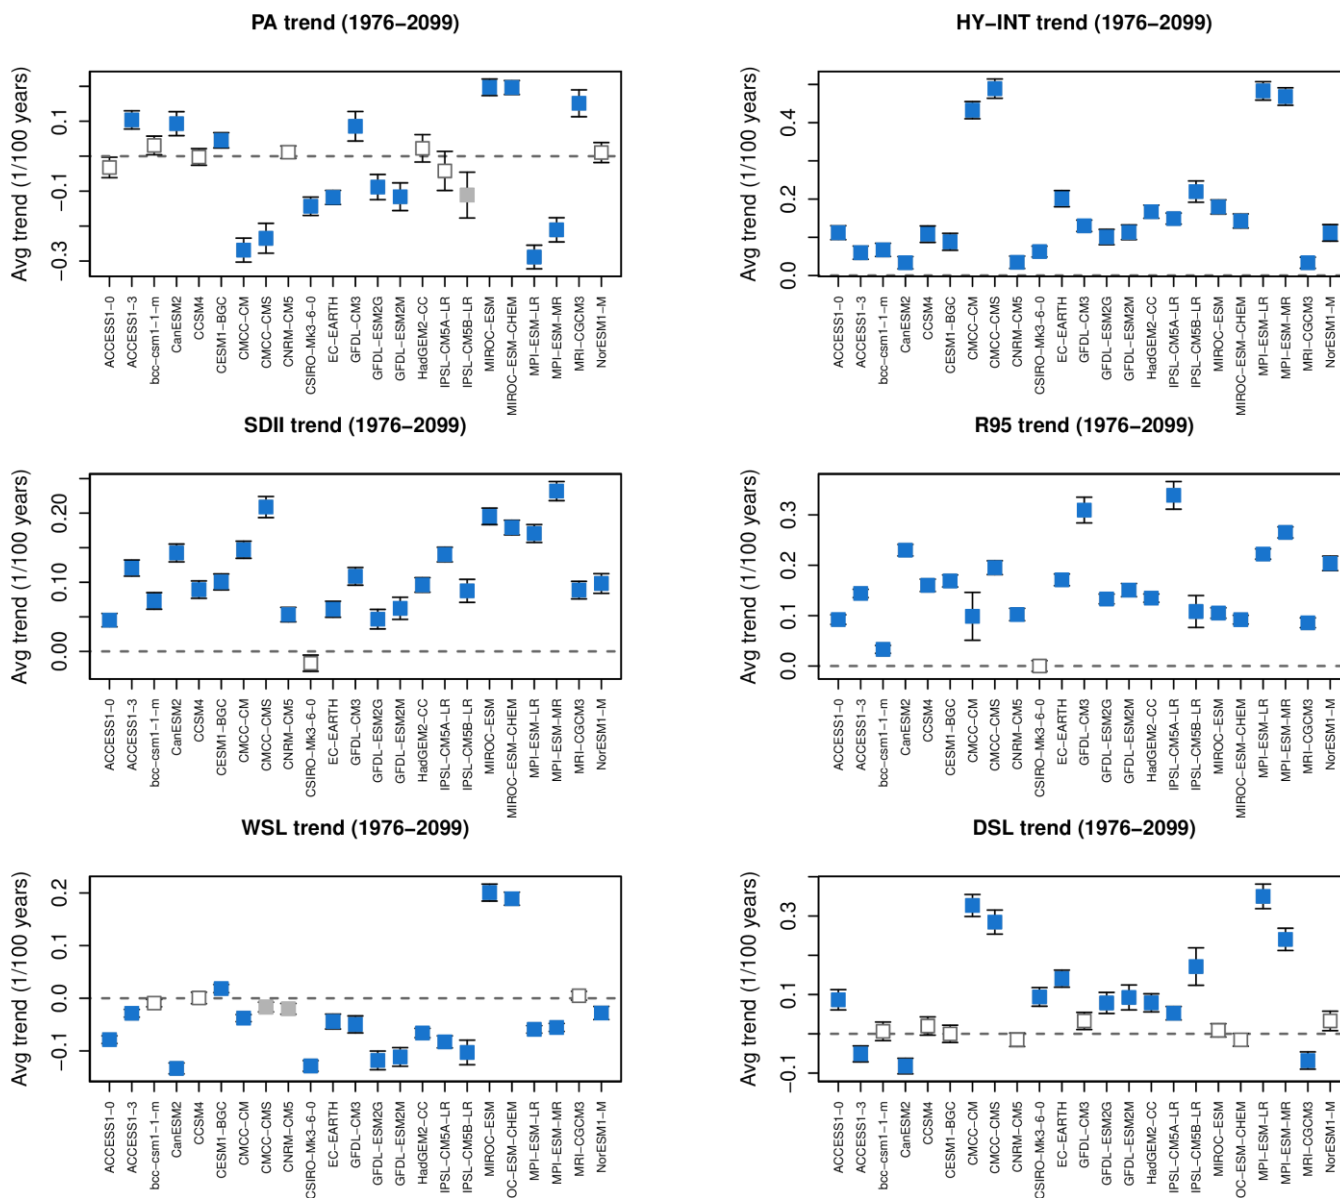 PA trend (1976−2099)
Avg trend (1/100 years)
0.1
−0.1
−0.3
ACCESS1−0
ACCESS1−3
bcc−csm1−1−m
CanESM2
CCSM4
CESM1−BGC
CMCC−CM
CMCC−CMS
CNRM−CM5
CSIRO−Mk3−6−0
EC−EARTH
GFDL−CM3
GFDL−ESM2G
GFDL−ESM2M
HadGEM2−CC
IPSL−CM5A−LR
IPSL−CM5B−LR
MIROC−ESM
MIROC−ESM−CHEM
MPI−ESM−LR
MPI−ESM−MR
MRI−CGCM3
NorESM1−M
HY−INT trend (1976−2099)
Avg trend (1/100 years)
0.4
0.2
0.0
ACCESS1−0
ACCESS1−3
bcc−csm1−1−m
CanESM2
CCSM4
CESM1−BGC
CMCC−CM
CMCC−CMS
CNRM−CM5
CSIRO−Mk3−6−0
EC−EARTH
GFDL−CM3
GFDL−ESM2G
GFDL−ESM2M
HadGEM2−CC
IPSL−CM5A−LR
IPSL−CM5B−LR
MIROC−ESM
MIROC−ESM−CHEM
MPI−ESM−LR
MPI−ESM−MR
MRI−CGCM3
NorESM1−M
SDII trend (1976−2099)
Avg trend (1/100 years)
0.20
0.10
0.00
ACCESS1−0
ACCESS1−3
bcc−csm1−1−m
CanESM2
CCSM4
CESM1−BGC
CMCC−CM
CMCC−CMS
CNRM−CM5
CSIRO−Mk3−6−0
EC−EARTH
GFDL−CM3
GFDL−ESM2G
GFDL−ESM2M
HadGEM2−CC
IPSL−CM5A−LR
IPSL−CM5B−LR
MIROC−ESM
MIROC−ESM−CHEM
MPI−ESM−LR
MPI−ESM−MR
MRI−CGCM3
NorESM1−M
R95 trend (1976−2099)
Avg trend (1/100 years)
0.3
0.2
0.1
0.0
ACCESS1−0
ACCESS1−3
bcc−csm1−1−m
CanESM2
CCSM4
CESM1−BGC
CMCC−CM
CMCC−CMS
CNRM−CM5
CSIRO−Mk3−6−0
EC−EARTH
GFDL−CM3
GFDL−ESM2G
GFDL−ESM2M
HadGEM2−CC
IPSL−CM5A−LR
IPSL−CM5B−LR
MIROC−ESM
MIROC−ESM−CHEM
MPI−ESM−LR
MPI−ESM−MR
MRI−CGCM3
NorESM1−M
WSL trend (1976−2099)
Avg trend (1/100 years)
0.2
0.1
0.0
−0.1
ACCESS1−0
ACCESS1−3
bcc−csm1−1−m
CanESM2
CCSM4
CESM1−BGC
CMCC−CM
CMCC−CMS
CNRM−CM5
CSIRO−Mk3−6−0
EC−EARTH
GFDL−CM3
GFDL−ESM2G
GFDL−ESM2M
HadGEM2−CC
IPSL−CM5A−LR
IPSL−CM5B−LR
MIROC−ESM
OC−ESM−CHEM
MPI−ESM−LR
MPI−ESM−MR
MRI−CGCM3
NorESM1−M
DSL trend (1976−2099)
Avg trend (1/100 years)
0.3
0.1
−0.1
ACCESS1−0
ACCESS1−3
bcc−csm1−1−m
CanESM2
CCSM4
CESM1−BGC
CMCC−CM
CMCC−CMS
CNRM−CM5
CSIRO−Mk3−6−0
EC−EARTH
GFDL−CM3
GFDL−ESM2G
GFDL−ESM2M
HadGEM2−CC
IPSL−CM5A−LR
IPSL−CM5B−LR
MIROC−ESM
OC−ESM−CHEM
MPI−ESM−LR
MPI−ESM−MR
MRI−CGCM3
NorESM1−M